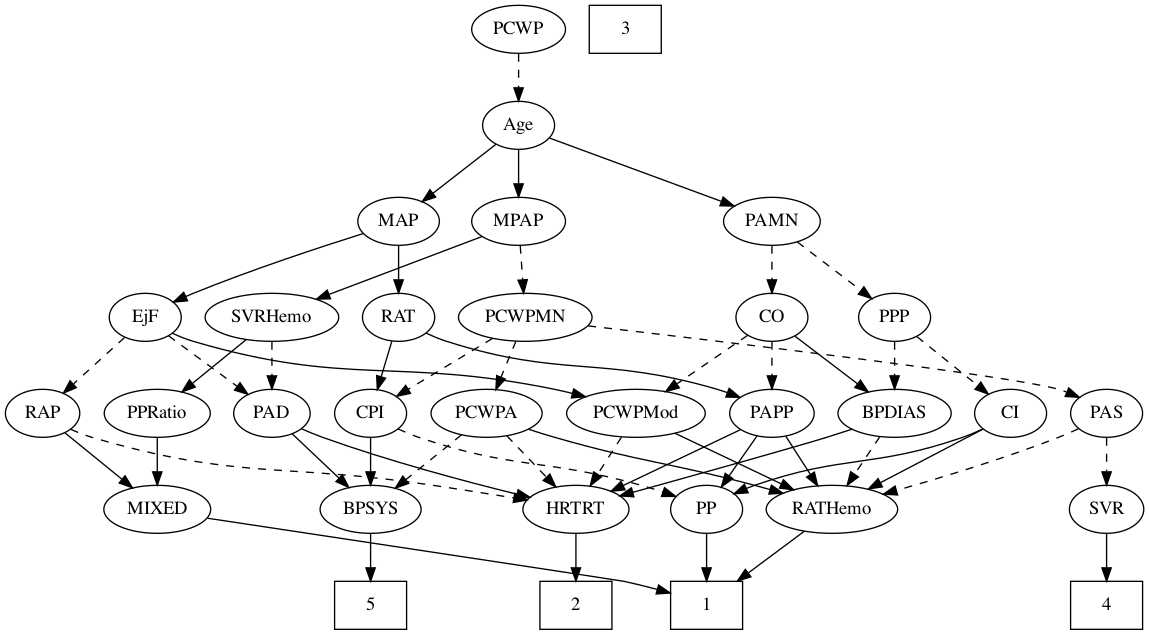 PCWP
3
Age
MAP
MPAP
PAMN
EjF
SVRHemo
RAT
PCWPMN
CO
PPP
RAP
PPRatio
PAD
CPI
PCWPA
PCWPMod
PAPP
BPDIAS
CI
PAS
MIXED
BPSYS
HRTRT
PP
RATHemo
SVR
5
2
1
4